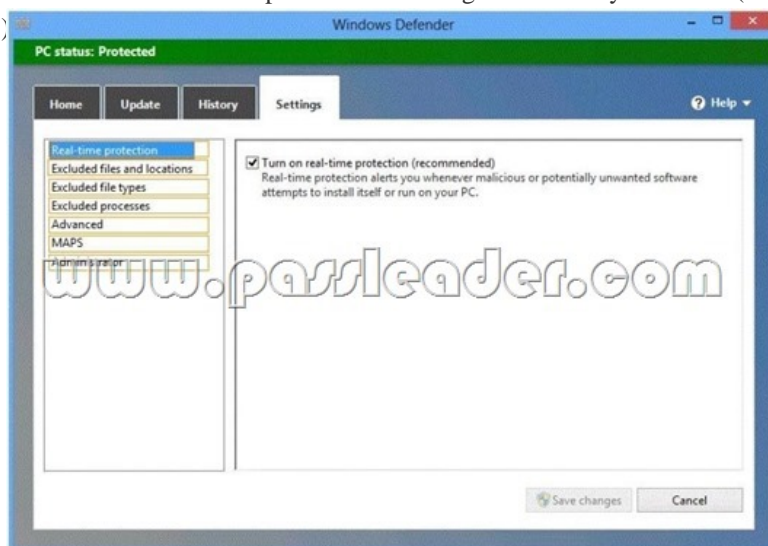 )
Windows Defender
PC status: Protected
Home Update History Settings Help
Real-time protection
Excluded files and locations
Excluded file types
Excluded processes
Advanced
MAPS
Administrator
Turn on real-time protection (recommended)
Real-time protection alerts you whenever malicious or potentially unwanted software
attempts to install itself or run on your PC.
www.passleader.com
Save changes Cancel